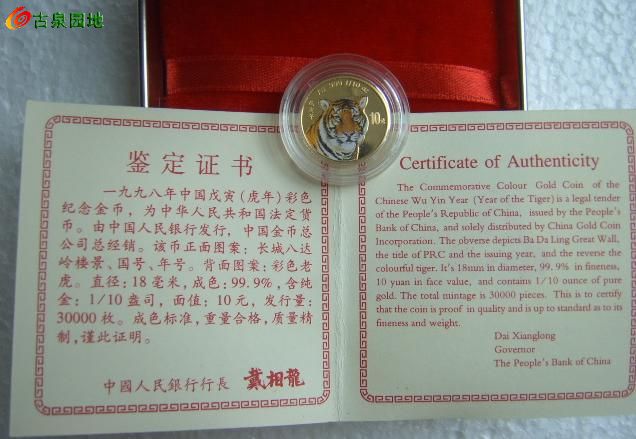 古泉园地
Au .999 1/10 oz
10元
鉴定证书
一九九八年中国戊寅(虎年)彩色
纪念金币，为中华人民共和国法定货
币。由中国人民银行发行，中国金币总
公司总经销。该币正面图案：长城八达
岭楼景、国号、年号。背面图案：彩色老
虎。直径：18毫米，成色：99.9%，含纯
金：1/10盎司，面值：10元，发行量：
30000枚。成色标准，重量合格，质量精
制，谨此证明。
中國人民銀行行長 戴相龍
Certificate of Authenticity
The Commemorative Colour Gold Coin of the
Chinese Wu Yin Year (Year of the Tiger) is a legal tender
of the People's Republic of China, issued by the People's
Bank of China, and solely distributed by China Gold Coin
Incorporation. The obverse depicts Ba Da Ling Great Wall,
the title of PRC and the issuing year, and the reverse the
colourful tiger. It's 18mm in diameter, 99.9% in fineness,
10 yuan in face value, and contains 1/10 ounce of pure
gold. The total mintage is 30000 pieces. This is to certify
that the coin is proof in quality and is up to standard as to its
fineness and weight.
Dai Xianglong
Governor
The People's Bank of China